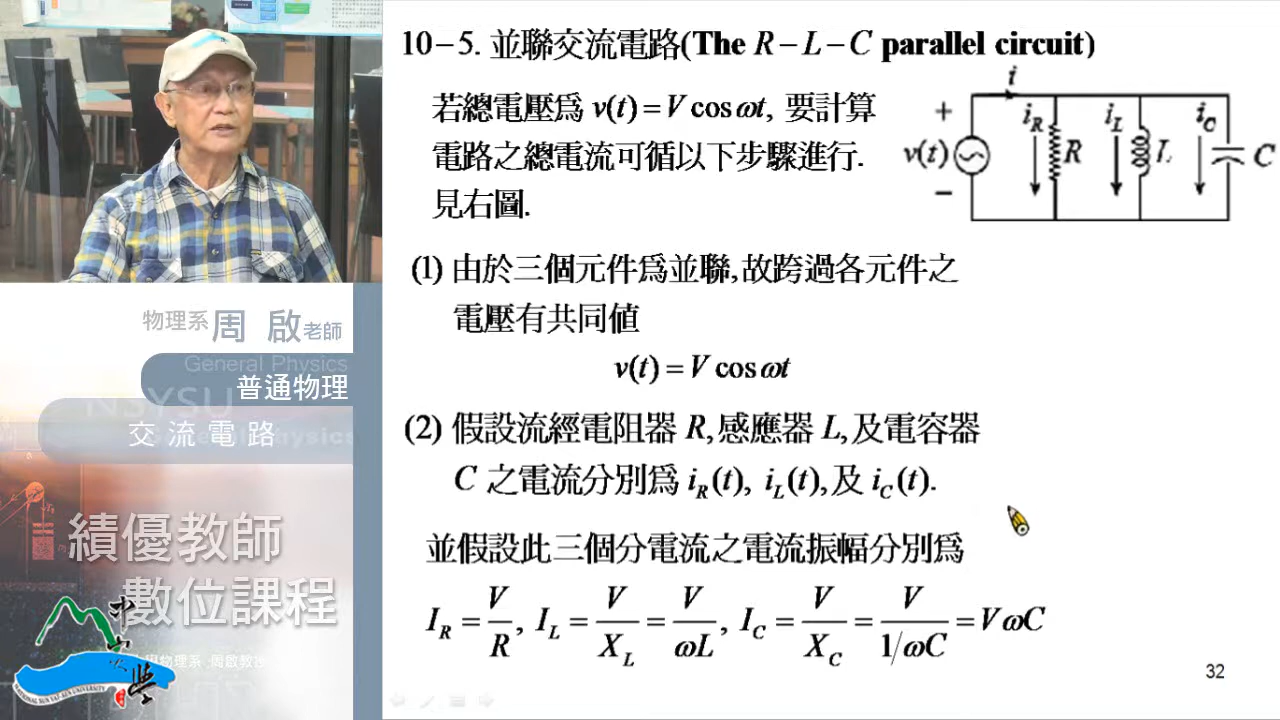 10-5. 並聯交流電路(The R-L-C parallel circuit)
若總電壓為 v(t) = V cos ωt, 要計算
電路之總電流可循以下步驟進行.
見右圖.
i
+
v(t)
−
i_R
R
i_L
L
i_C
C
(1) 由於三個元件為並聯,故跨過各元件之
電壓有共同值
v(t) = V cos ωt
(2) 假設流經電阻器 R, 感應器 L, 及電容器
C 之電流分別為 i_R(t), i_L(t), 及 i_C(t).
並假設此三個分電流之電流振幅分別為
I_R = V/R, I_L = V/X_L = V/ωL, I_C = V/X_C = V/(1/ωC) = VωC
32
物理系 周 啟 老師
General Physics
普通物理
NSYSU
交流電路
績優教師
數位課程